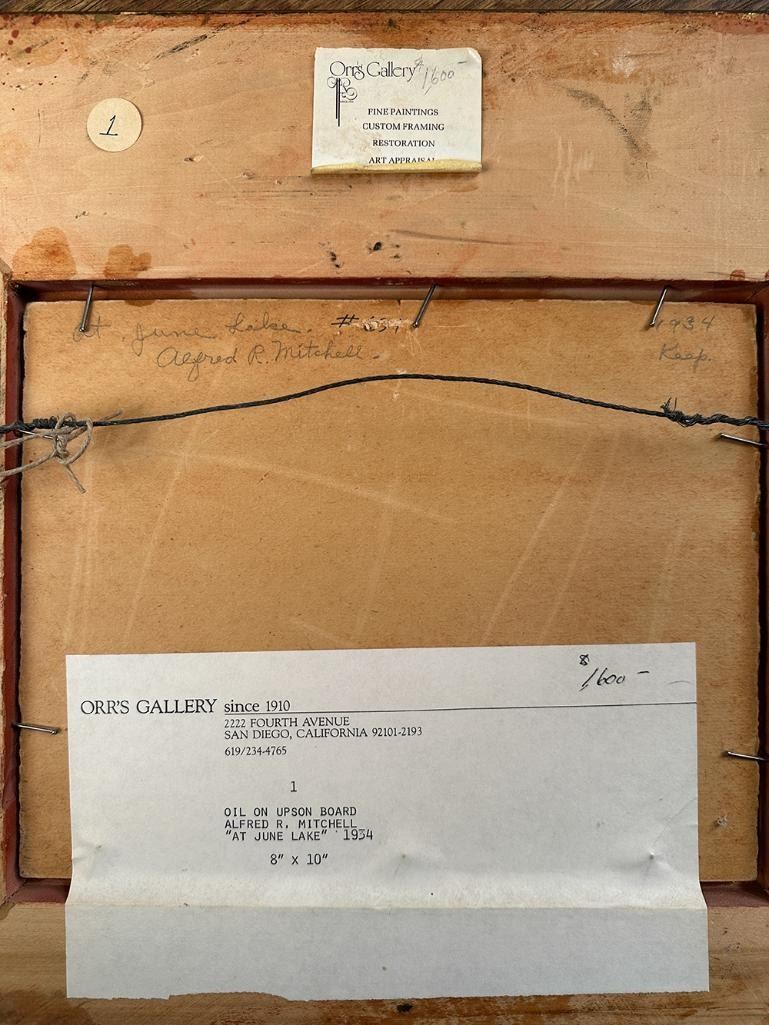 Orr's Gallery
$1600-
FINE PAINTINGS
CUSTOM FRAMING
RESTORATION
ART APPRAISAL
1
At June Lake. #
Alfred R. Mitchell.
1934
Keep.
$1600-
ORR'S GALLERY since 1910
2222 FOURTH AVENUE
SAN DIEGO, CALIFORNIA 92101-2193
619/234-4765
1
OIL ON UPSON BOARD
ALFRED R. MITCHELL
"AT JUNE LAKE" 1934
8" x 10"